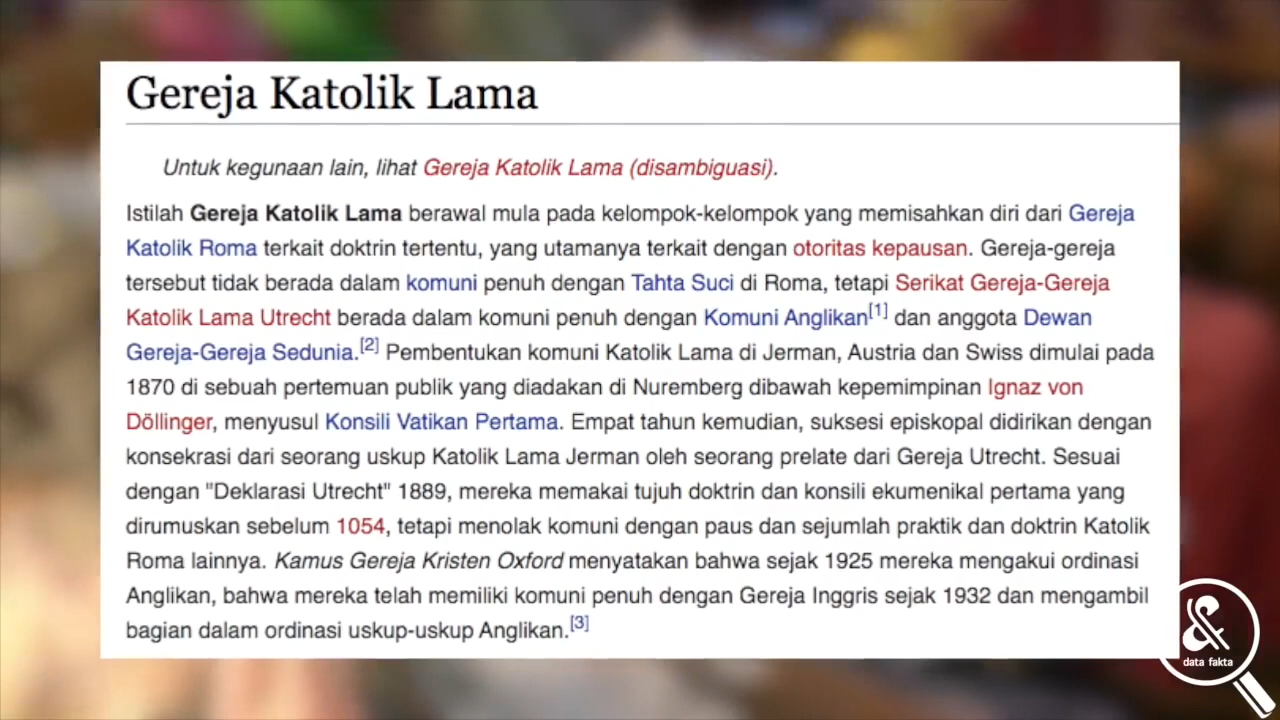 Gereja Katolik Lama
Untuk kegunaan lain, lihat Gereja Katolik Lama (disambiguasi).
Istilah Gereja Katolik Lama berawal mula pada kelompok-kelompok yang memisahkan diri dari Gereja
Katolik Roma terkait doktrin tertentu, yang utamanya terkait dengan otoritas kepausan. Gereja-gereja
tersebut tidak berada dalam komuni penuh dengan Tahta Suci di Roma, tetapi Serikat Gereja-Gereja
Katolik Lama Utrecht berada dalam komuni penuh dengan Komuni Anglikan[1] dan anggota Dewan
Gereja-Gereja Sedunia.[2] Pembentukan komuni Katolik Lama di Jerman, Austria dan Swiss dimulai pada
1870 di sebuah pertemuan publik yang diadakan di Nuremberg dibawah kepemimpinan Ignaz von
Döllinger, menyusul Konsili Vatikan Pertama. Empat tahun kemudian, suksesi episkopal didirikan dengan
konsekrasi dari seorang uskup Katolik Lama Jerman oleh seorang prelate dari Gereja Utrecht. Sesuai
dengan "Deklarasi Utrecht" 1889, mereka memakai tujuh doktrin dan konsili ekumenikal pertama yang
dirumuskan sebelum 1054, tetapi menolak komuni dengan paus dan sejumlah praktik dan doktrin Katolik
Roma lainnya. Kamus Gereja Kristen Oxford menyatakan bahwa sejak 1925 mereka mengakui ordinasi
Anglikan, bahwa mereka telah memiliki komuni penuh dengan Gereja Inggris sejak 1932 dan mengambil
bagian dalam ordinasi uskup-uskup Anglikan.[3]
&
data fakta